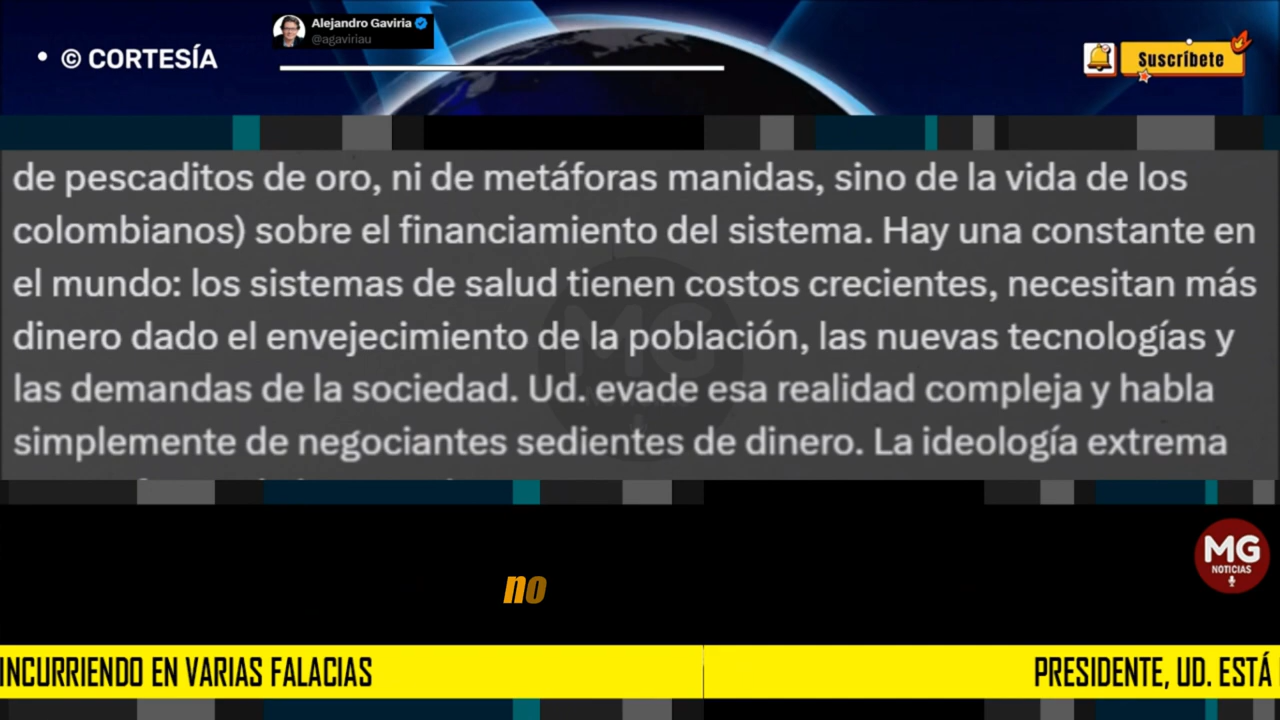 • © CORTESÍA
Alejandro Gaviria
@agaviriau
Suscríbete
de pescaditos de oro, ni de metáforas manidas, sino de la vida de los
colombianos) sobre el financiamiento del sistema. Hay una constante en
el mundo: los sistemas de salud tienen costos crecientes, necesitan más
dinero dado el envejecimiento de la población, las nuevas tecnologías y
las demandas de la sociedad. Ud. evade esa realidad compleja y habla
simplemente de negociantes sedientes de dinero. La ideología extrema
MG
MG
NOTICIAS
no
INCURRIENDO EN VARIAS FALACIAS
PRESIDENTE, UD. ESTÁ